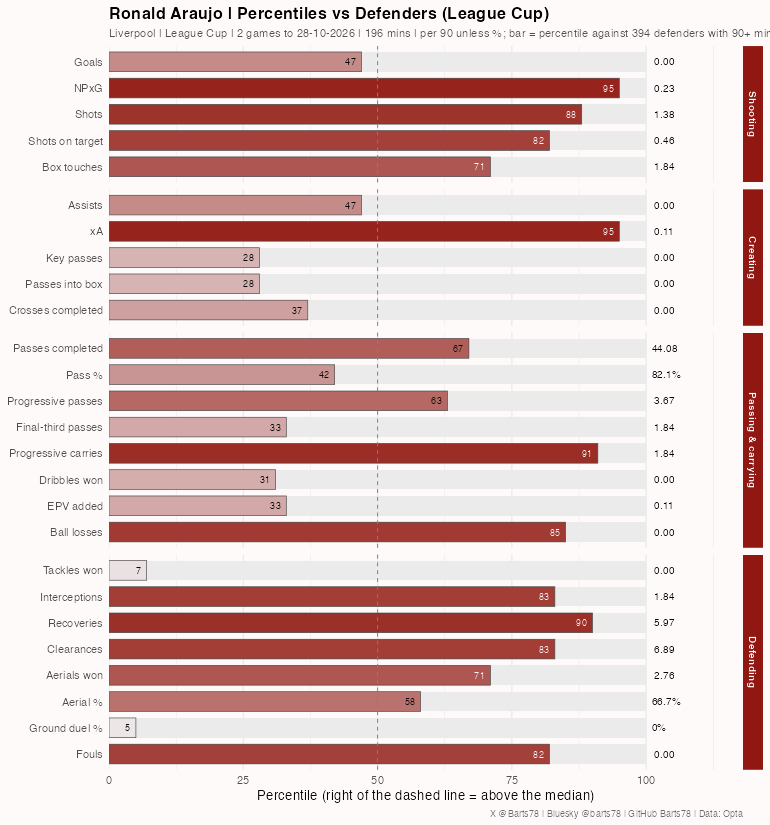 Ronald Araujo | Percentiles vs Defenders (League Cup)
Liverpool | League Cup | 2 games to 28-10-2026 | 196 mins | per 90 unless %; bar = percentile against 394 defenders with 90+ min
Goals 47 0.00
NPxG 95 0.23
Shots 88 1.38
Shots on target 82 0.46
Box touches 71 1.84
Shooting
Assists 47 0.00
xA 95 0.11
Key passes 28 0.00
Passes into box 28 0.00
Crosses completed 37 0.00
Creating
Passes completed 67 44.08
Pass % 42 82.1%
Progressive passes 63 3.67
Final-third passes 33 1.84
Progressive carries 91 1.84
Dribbles won 31 0.00
EPV added 33 0.11
Ball losses 85 0.00
Passing & carrying
Tackles won 7 0.00
Interceptions 83 1.84
Recoveries 90 5.97
Clearances 83 6.89
Aerials won 71 2.76
Aerial % 58 66.7%
Ground duel % 5 0%
Fouls 82 0.00
Defending
0 25 50 75 100
Percentile (right of the dashed line = above the median)
X @Barts78 | Bluesky @barts78 | GitHub Barts78 | Data: Opta